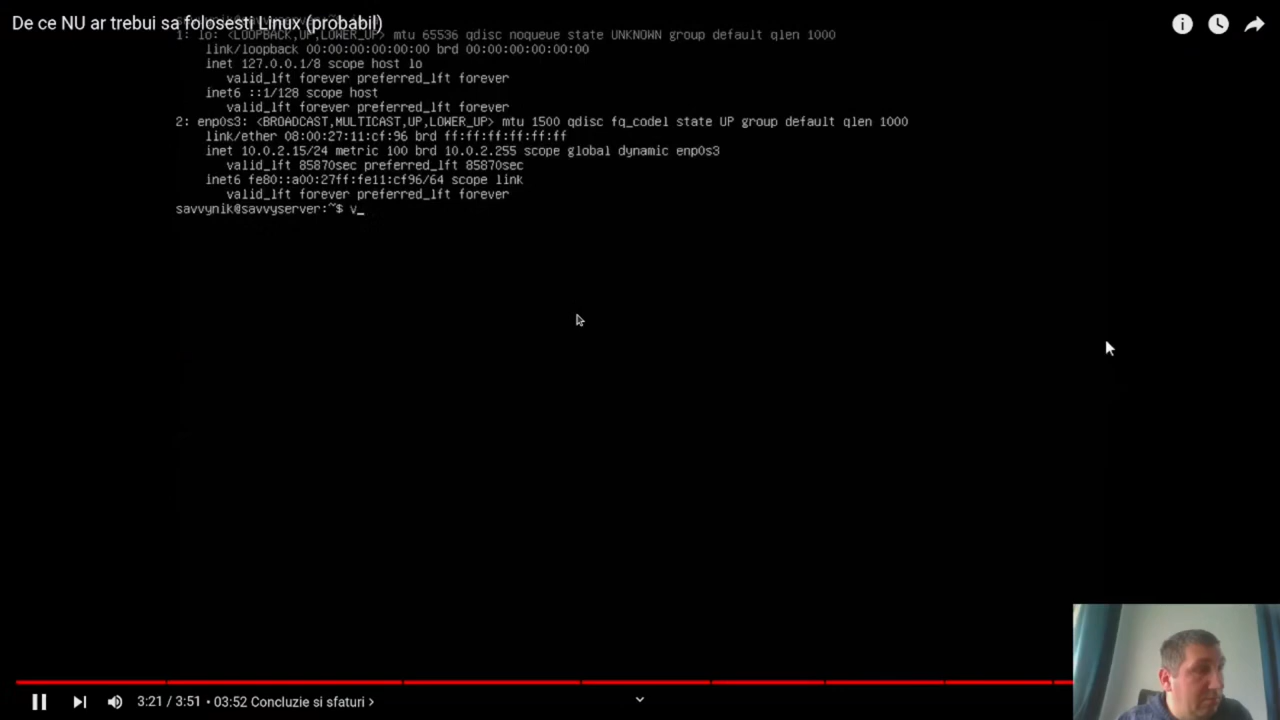 De ce NU ar trebui sa folosesti Linux (probabil)
1: lo: <LOOPBACK,UP,LOWER_UP> mtu 65536 qdisc noqueue state UNKNOWN group default qlen 1000
link/loopback 00:00:00:00:00:00 brd 00:00:00:00:00:00
inet 127.0.0.1/8 scope host lo
valid_lft forever preferred_lft forever
inet6 ::1/128 scope host
valid_lft forever preferred_lft forever
2: enp0s3: <BROADCAST,MULTICAST,UP,LOWER_UP> mtu 1500 qdisc fq_codel state UP group default qlen 1000
link/ether 08:00:27:11:cf:96 brd ff:ff:ff:ff:ff:ff
inet 10.0.2.15/24 metric 100 brd 10.0.2.255 scope global dynamic enp0s3
valid_lft 85870sec preferred_lft 85870sec
inet6 fe80::a00:27ff:fe11:cf96/64 scope link
valid_lft forever preferred_lft forever
savvynik@savvyserver:~$ v_
3:21 / 3:51 • 03:52 Concluzie si sfaturi >